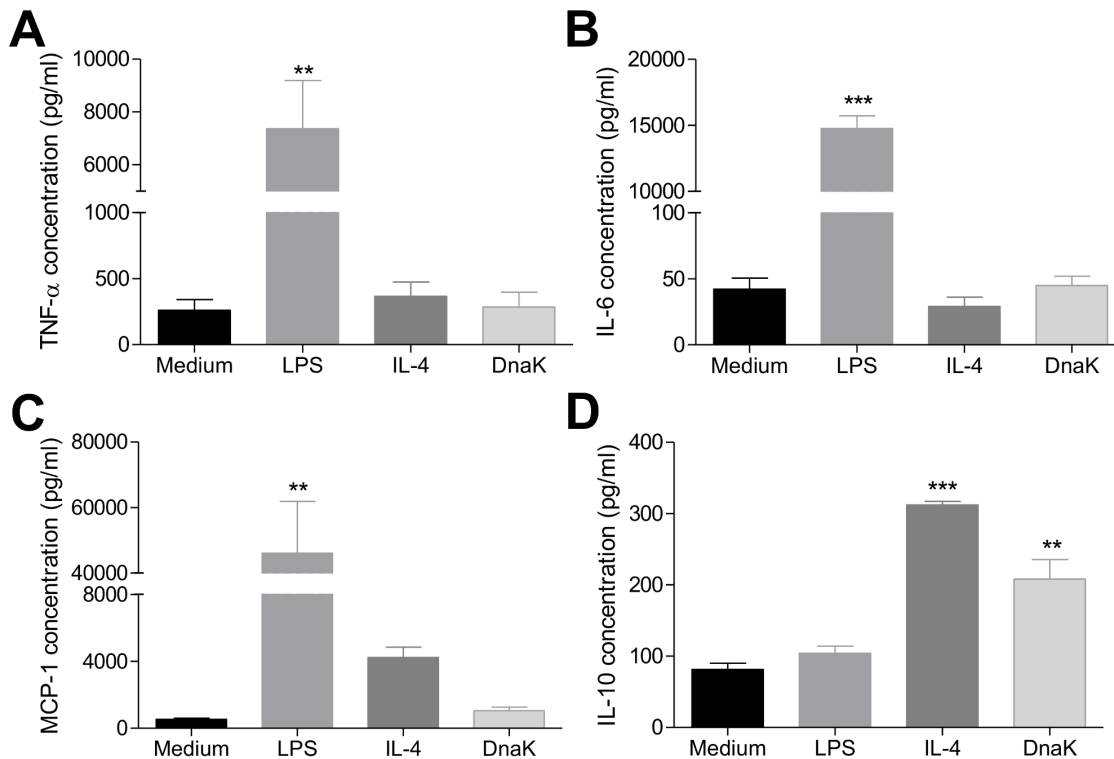 A
TNF-α concentration (pg/ml)
10000
8000
6000
1000
500
0
**
Medium LPS IL-4 DnaK
B
IL-6 concentration (pg/ml)
20000
15000
10000
100
50
0
***
Medium LPS IL-4 DnaK
C
MCP-1 concentration (pg/ml)
80000
60000
40000
8000
4000
0
**
Medium LPS IL-4 DnaK
D
IL-10 concentration (pg/ml)
400
300
200
100
0
***
**
Medium LPS IL-4 DnaK